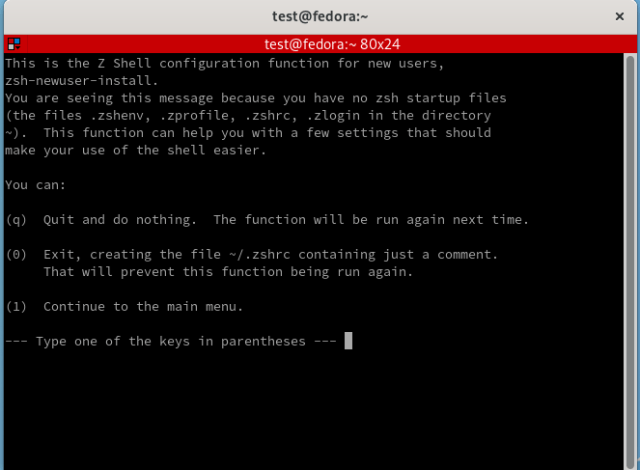 test@fedora:~
test@fedora:~ 80x24
This is the Z Shell configuration function for new users,
zsh-newuser-install.
You are seeing this message because you have no zsh startup files
(the files .zshenv, .zprofile, .zshrc, .zlogin in the directory
~).  This function can help you with a few settings that should
make your use of the shell easier.
You can:
(q)  Quit and do nothing.  The function will be run again next time.
(0)  Exit, creating the file ~/.zshrc containing just a comment.
     That will prevent this function being run again.
(1)  Continue to the main menu.
--- Type one of the keys in parentheses ---